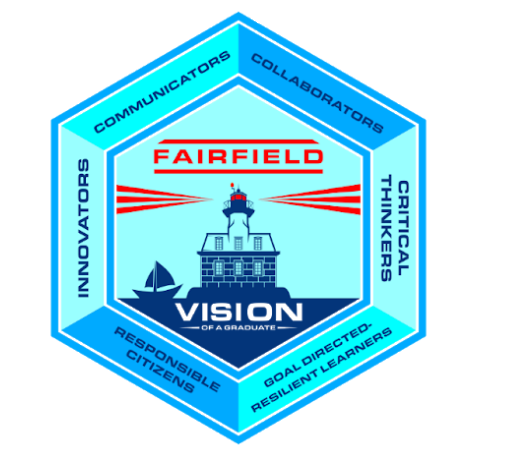 COMMUNICATORS
COLLABORATORS
INNOVATORS
FAIRFIELD
CRITICAL
THINKERS
VISION
OF A GRADUATE
RESPONSIBLE
CITIZENS
GOAL DIRECTED-
RESILIENT LEARNERS